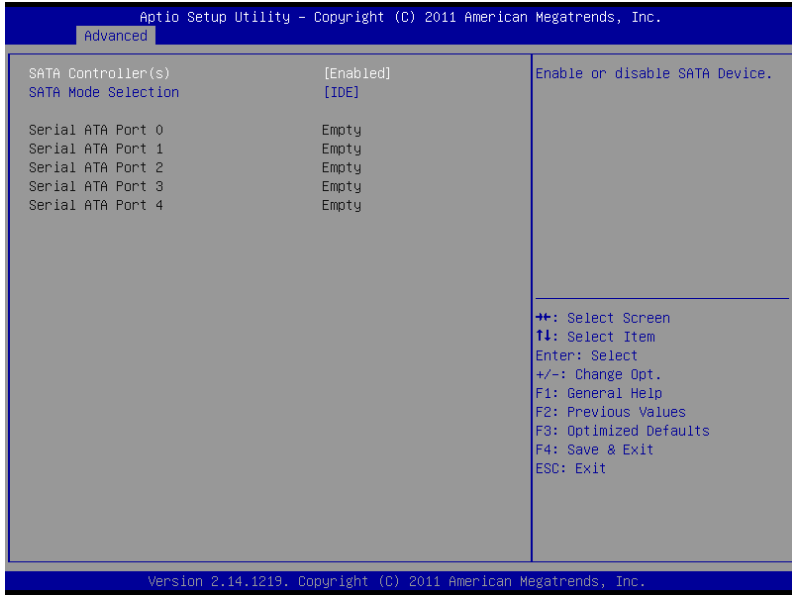 Aptio Setup Utility – Copyright (C) 2011 American Megatrends, Inc.
Advanced
SATA Controller(s) [Enabled]
SATA Mode Selection [IDE]
Serial ATA Port 0 Empty
Serial ATA Port 1 Empty
Serial ATA Port 2 Empty
Serial ATA Port 3 Empty
Serial ATA Port 4 Empty
Enable or disable SATA Device.
→←: Select Screen
↑↓: Select Item
Enter: Select
+/-: Change Opt.
F1: General Help
F2: Previous Values
F3: Optimized Defaults
F4: Save & Exit
ESC: Exit
Version 2.14.1219. Copyright (C) 2011 American Megatrends, Inc.